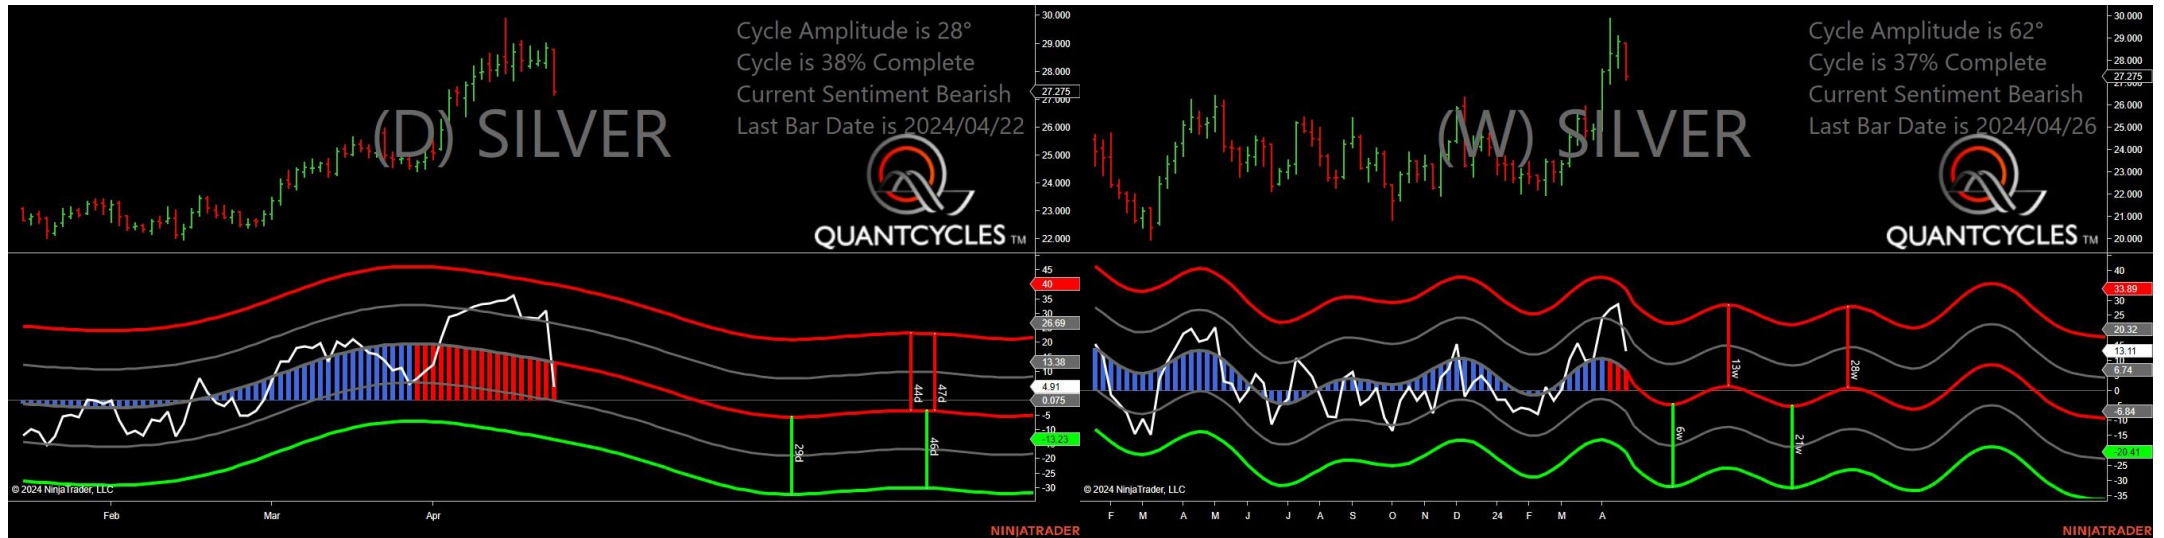 Cycle Amplitude is 28°
Cycle is 38% Complete
Current Sentiment Bearish
Last Bar Date is 2024/04/22
(D) SILVER
QUANTCYCLES TM
30.000
29.000
28.000
27.275
27.000
26.000
25.000
24.000
23.000
22.000
45
40
35
30
26.69
20
15
13.38
4.91
0.075
-5
-10
-13.23
-20
-25
-30
44d
47d
29d
46d
© 2024 NinjaTrader, LLC
Feb
Mar
Apr
NINJATRADER
Cycle Amplitude is 62°
Cycle is 37% Complete
Current Sentiment Bearish
Last Bar Date is 2024/04/26
(W) SILVER
QUANTCYCLES TM
30.000
29.000
28.000
27.275
26.000
25.000
24.000
23.000
22.000
21.000
20.000
40
33.89
30
25
20.32
13.11
10
6.74
0
-6.84
-10
-15
-20.41
-25
-30
-35
13w
28w
6w
21w
© 2024 NinjaTrader, LLC
F M A M J J A S O N D 24 F M A
NINJATRADER